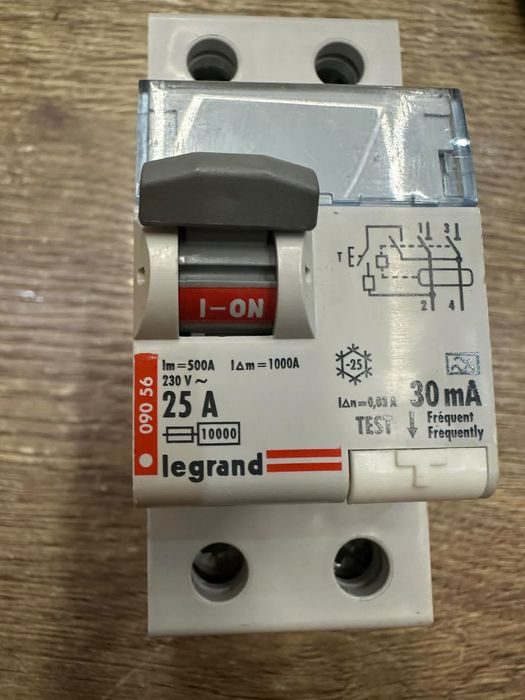 1 3
T
2 4
I-ON
Im=500A IΔm=1000A
230 V ~
25 A
10000
090 56
legrand
-25
IΔn=0,03 A
30 mA
TEST
Fréquent
Frequently